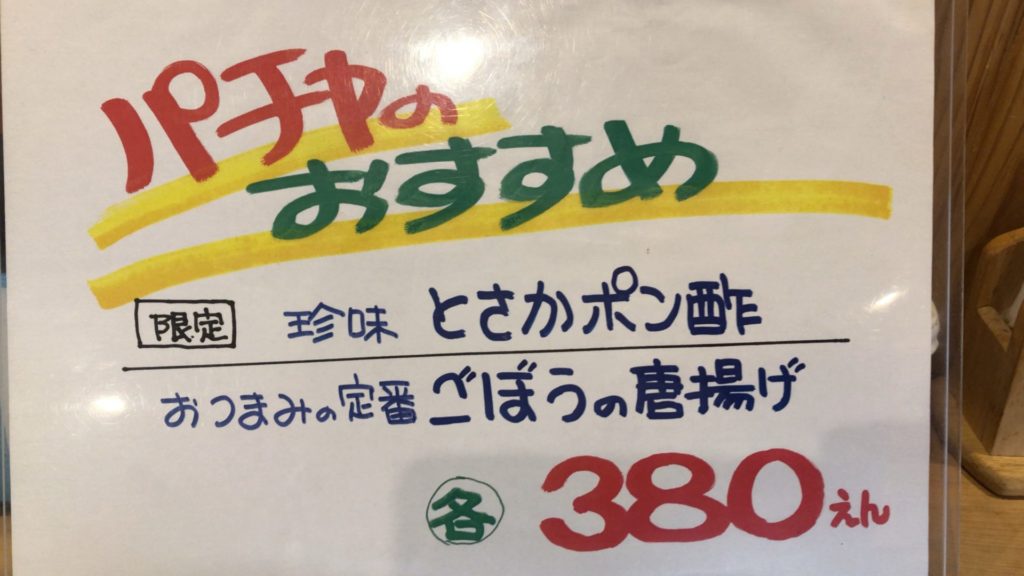 パチャの
おすすめ
限定 珍味 とさかポン酢
おつまみの定番 ごぼうの唐揚げ
各 380えん